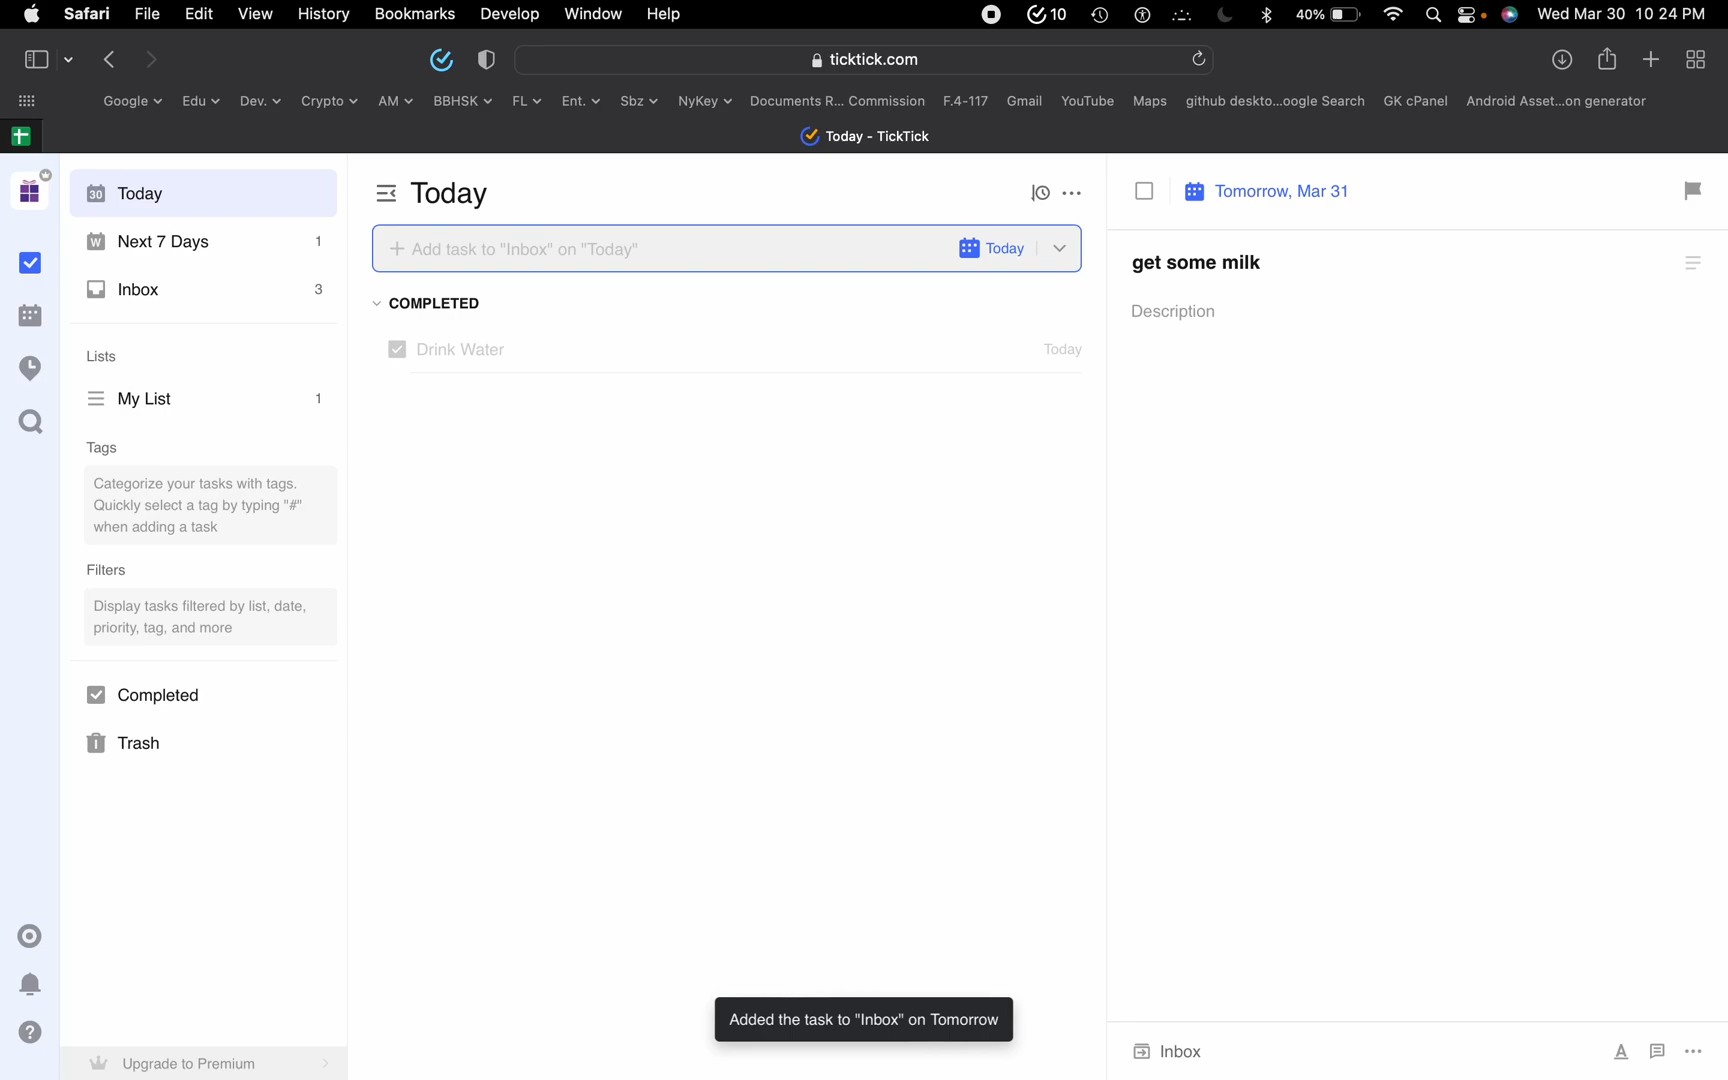 Safari File Edit View History Bookmarks Develop Window Help 10 40% Wed Mar 30 10 24 PM
ticktick.com
Google Edu Dev. Crypto AM BBHSK FL Ent. Sbz NyKey Documents R... Commission F.4-117 Gmail YouTube Maps github deskto...oogle Search GK cPanel Android Asset...on generator
Today - TickTick
30 Today
W Next 7 Days 1
Inbox 3
Lists
My List 1
Tags
Categorize your tasks with tags.
Quickly select a tag by typing "#"
when adding a task
Filters
Display tasks filtered by list, date,
priority, tag, and more
Completed
Trash
Upgrade to Premium
Today
+ Add task to "Inbox" on "Today" Today
COMPLETED
Drink Water Today
Added the task to "Inbox" on Tomorrow
Tomorrow, Mar 31
get some milk
Description
Inbox A